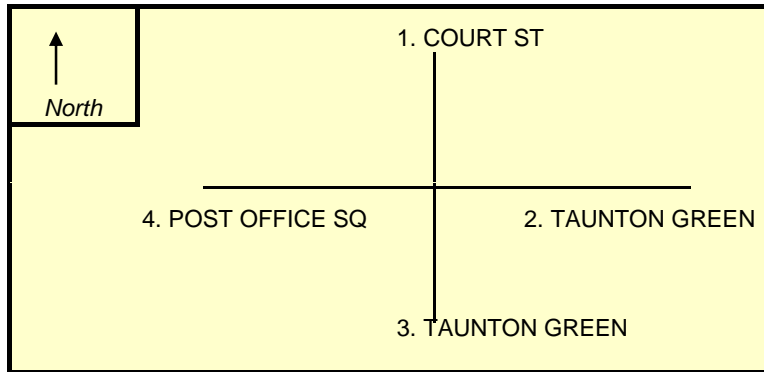 1. COURT ST
North
4. POST OFFICE SQ
2. TAUNTON GREEN
3. TAUNTON GREEN